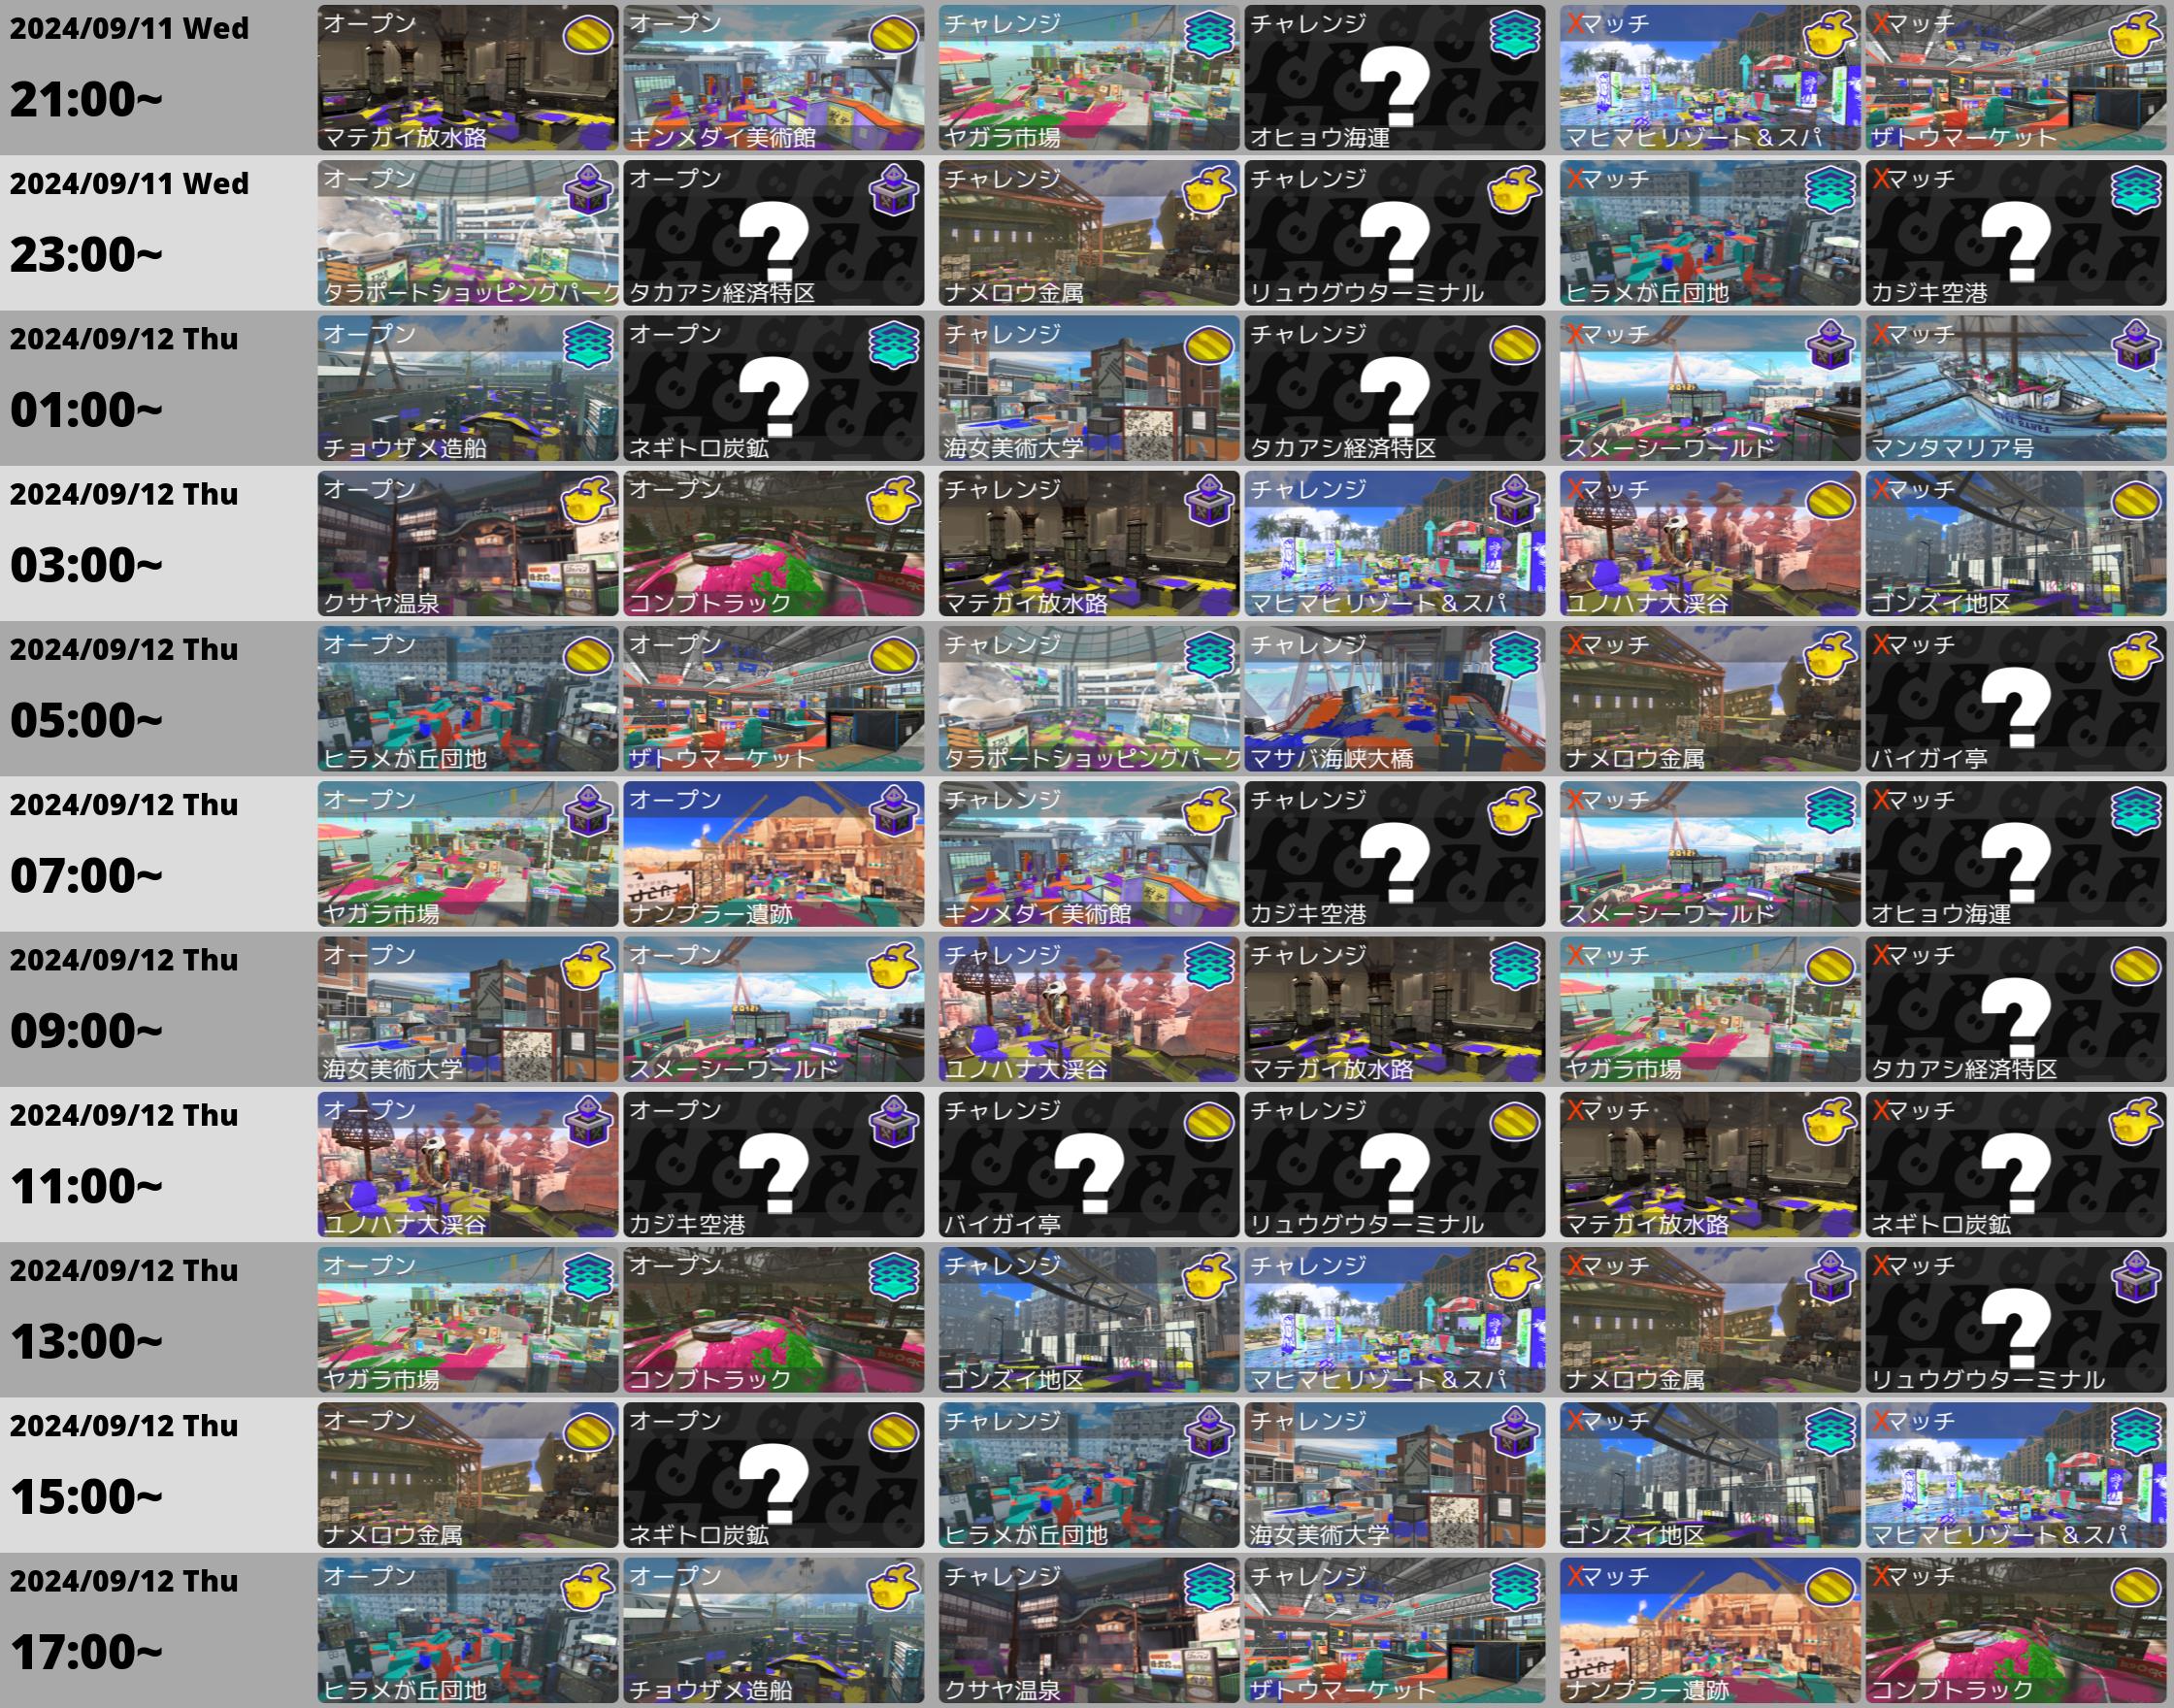 2024/09/11 Wed
21:00~
オープン
マテガイ放水路
オープン
キンメダイ美術館
チャレンジ
ヤガラ市場
チャレンジ
オヒョウ海運
Xマッチ
マヒマヒリゾート＆スパ
Xマッチ
ザトウマーケット
2024/09/11 Wed
23:00~
オープン
タラポートショッピングパーク
オープン
?
タカアシ経済特区
チャレンジ
ナメロウ金属
チャレンジ
?
リュウグウターミナル
Xマッチ
ヒラメが丘団地
Xマッチ
?
カジキ空港
2024/09/12 Thu
01:00~
オープン
チョウザメ造船
オープン
?
ネギトロ炭鉱
チャレンジ
海女美術大学
チャレンジ
?
タカアシ経済特区
Xマッチ
スメーシーワールド
Xマッチ
マンタマリア号
2024/09/12 Thu
03:00~
オープン
クサヤ温泉
オープン
コンブトラック
チャレンジ
マテガイ放水路
チャレンジ
マヒマヒリゾート＆スパ
Xマッチ
ユノハナ大渓谷
Xマッチ
ゴンズイ地区
2024/09/12 Thu
05:00~
オープン
ヒラメが丘団地
オープン
ザトウマーケット
チャレンジ
タラポートショッピングパーク
チャレンジ
マサバ海峡大橋
Xマッチ
ナメロウ金属
Xマッチ
?
バイガイ亭
2024/09/12 Thu
07:00~
オープン
ヤガラ市場
オープン
ナンプラー遺跡
チャレンジ
キンメダイ美術館
チャレンジ
?
カジキ空港
Xマッチ
スメーシーワールド
Xマッチ
?
オヒョウ海運
2024/09/12 Thu
09:00~
オープン
海女美術大学
オープン
スメーシーワールド
チャレンジ
ユノハナ大渓谷
チャレンジ
マテガイ放水路
Xマッチ
ヤガラ市場
Xマッチ
?
タカアシ経済特区
2024/09/12 Thu
11:00~
オープン
ユノハナ大渓谷
オープン
?
カジキ空港
チャレンジ
?
バイガイ亭
チャレンジ
?
リュウグウターミナル
Xマッチ
マテガイ放水路
Xマッチ
?
ネギトロ炭鉱
2024/09/12 Thu
13:00~
オープン
ヤガラ市場
オープン
コンブトラック
チャレンジ
ゴンズイ地区
チャレンジ
マヒマヒリゾート＆スパ
Xマッチ
ナメロウ金属
Xマッチ
?
リュウグウターミナル
2024/09/12 Thu
15:00~
オープン
ナメロウ金属
オープン
?
ネギトロ炭鉱
チャレンジ
ヒラメが丘団地
チャレンジ
海女美術大学
Xマッチ
ゴンズイ地区
Xマッチ
マヒマヒリゾート＆スパ
2024/09/12 Thu
17:00~
オープン
ヒラメが丘団地
オープン
チョウザメ造船
チャレンジ
クサヤ温泉
チャレンジ
ザトウマーケット
Xマッチ
ナンプラー遺跡
Xマッチ
コンブトラック